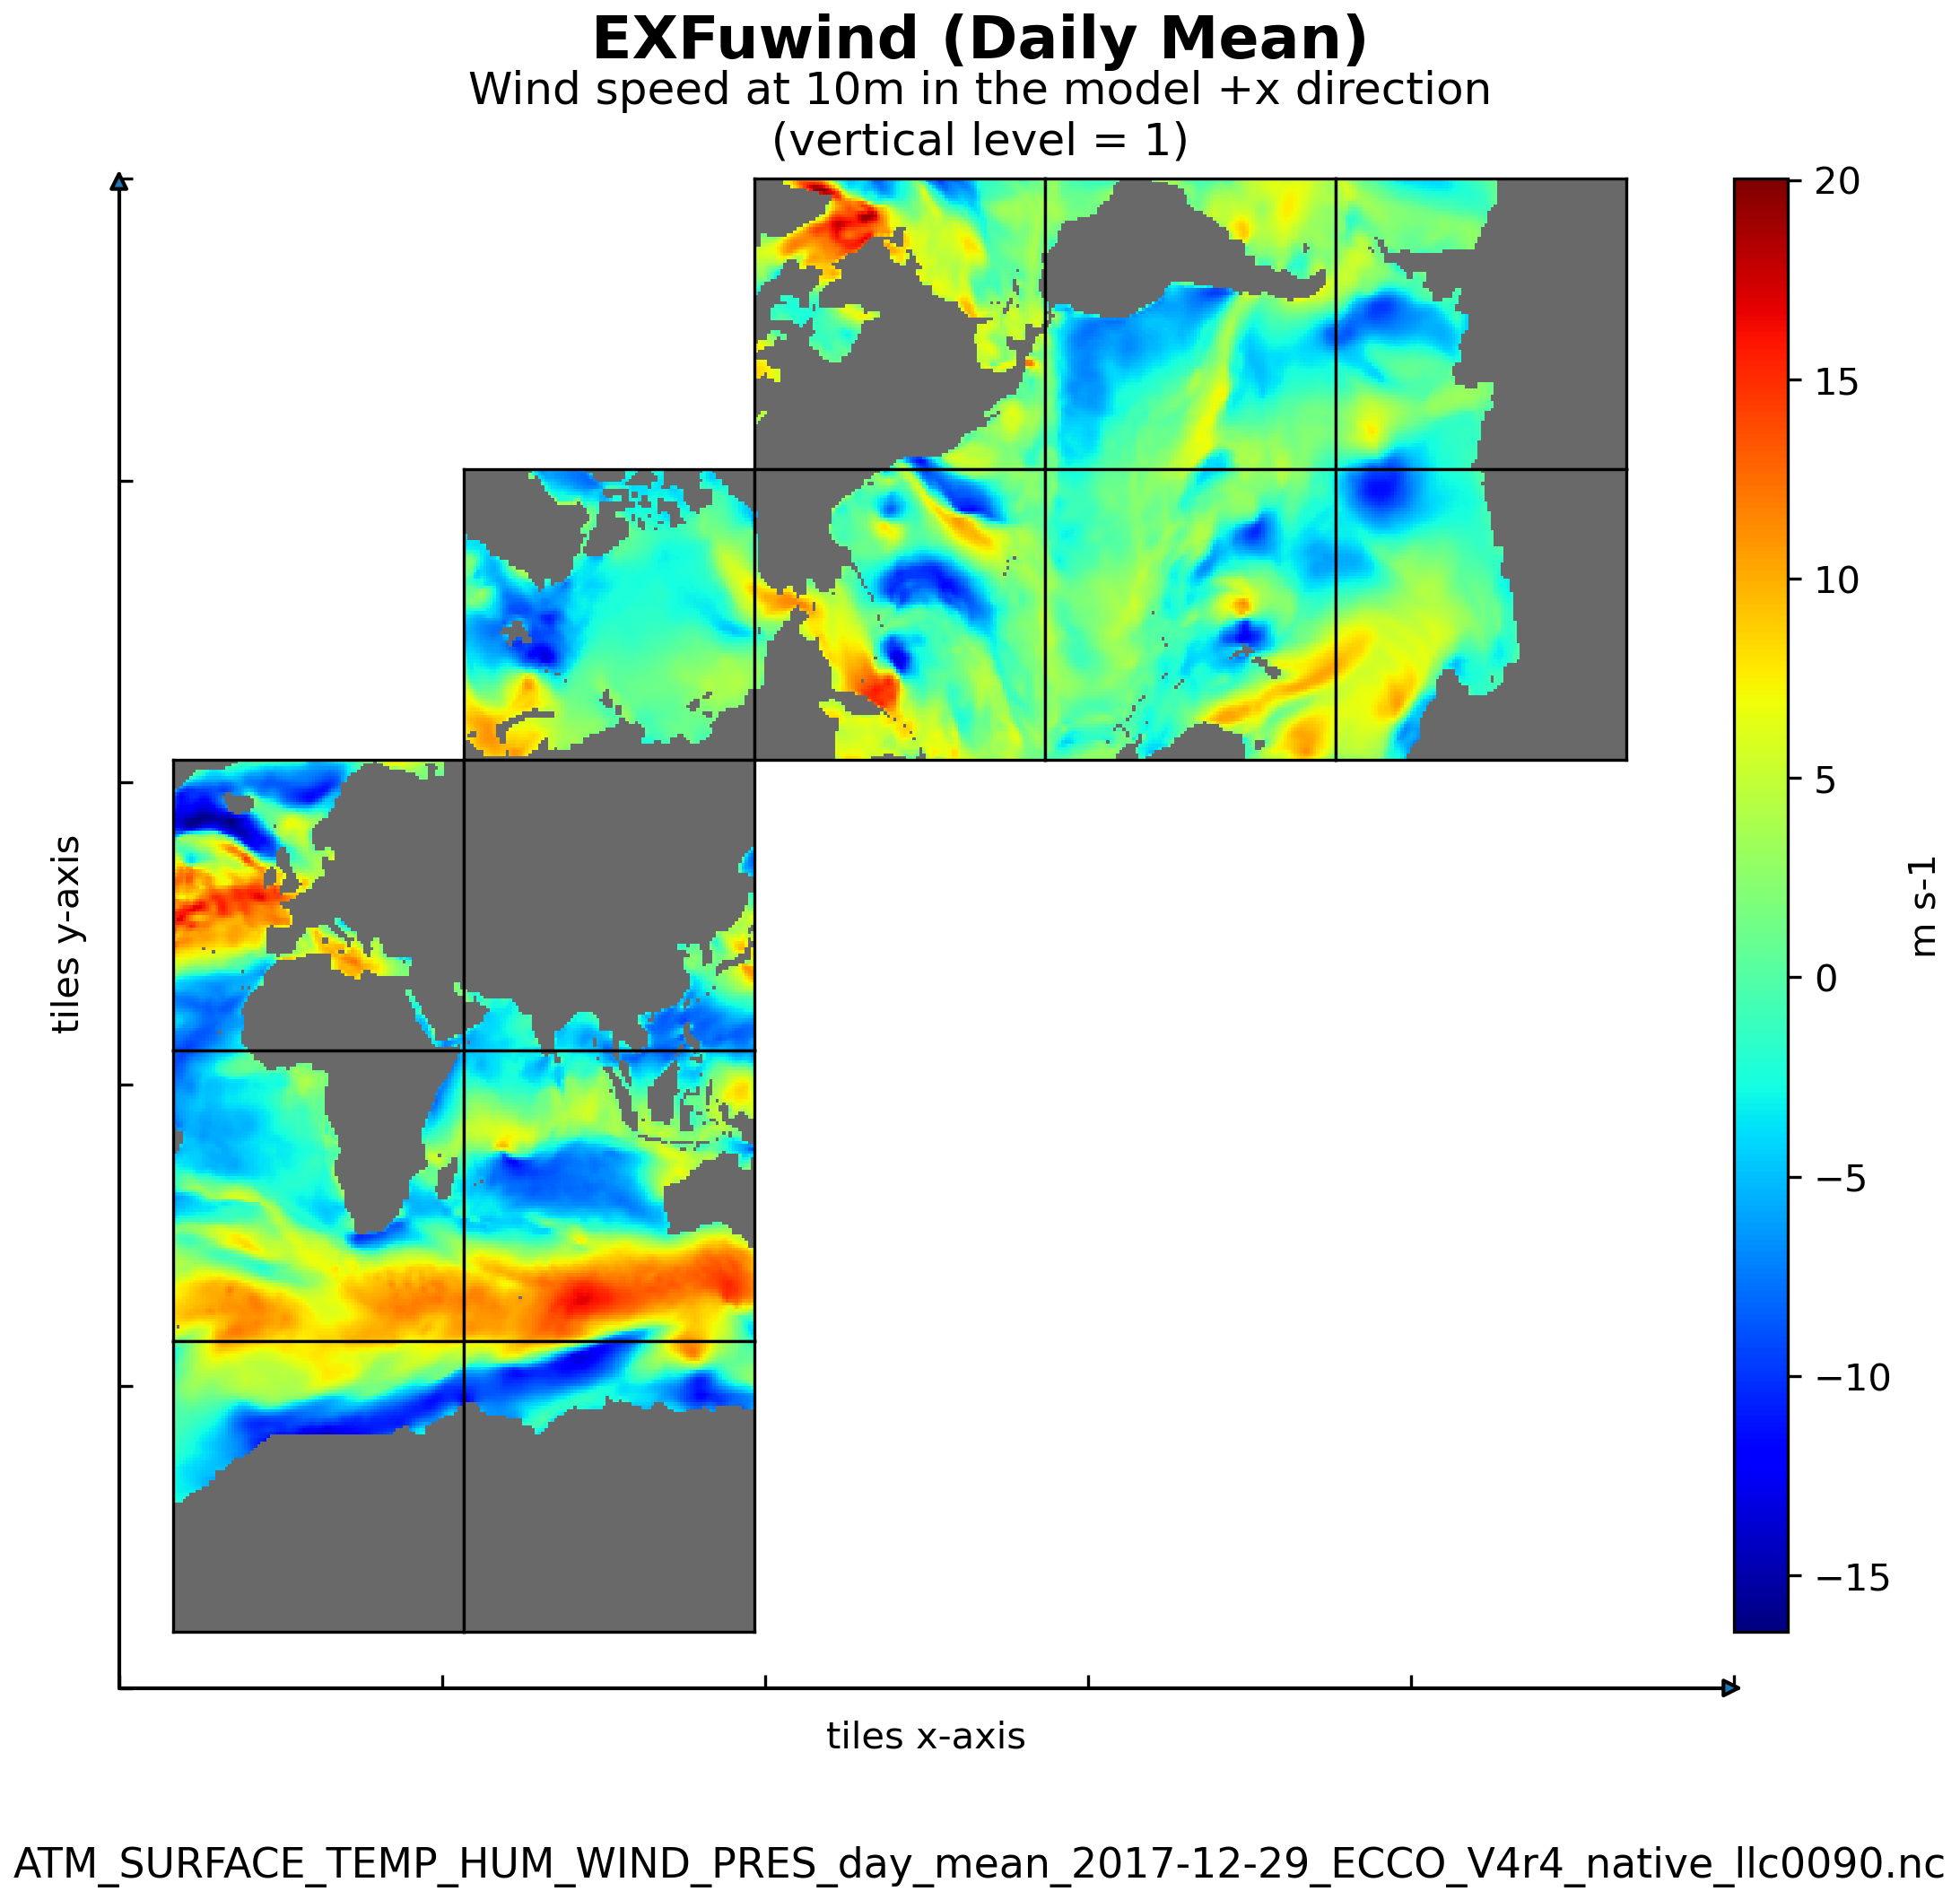 EXFuwind (Daily Mean)
Wind speed at 10m in the model +x direction
(vertical level = 1)
20
15
10
5
0
−5
−10
−15
m s-1
tiles y-axis
tiles x-axis
ATM_SURFACE_TEMP_HUM_WIND_PRES_day_mean_2017-12-29_ECCO_V4r4_native_llc0090.nc